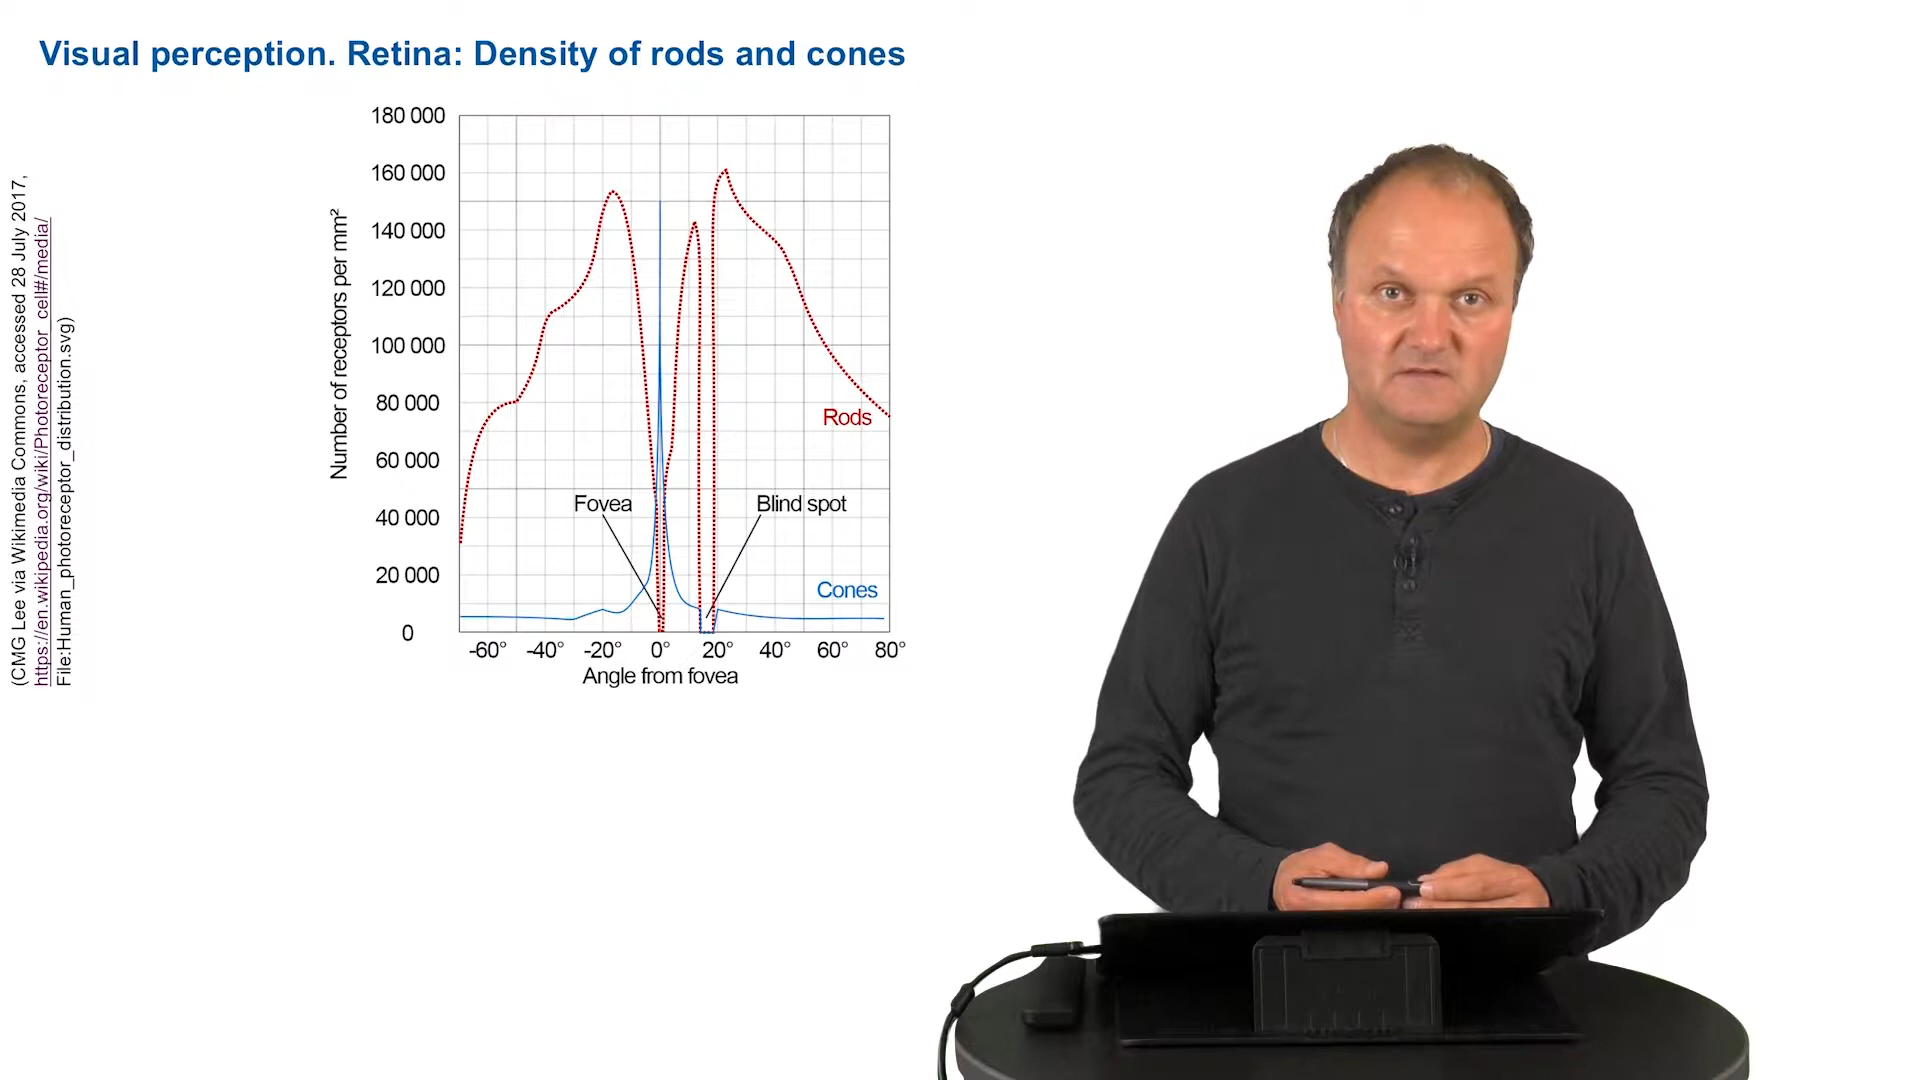 Visual perception. Retina: Density of rods and cones
(CMG Lee via Wikimedia Commons, accessed 28 July 2017,
https://en.wikipedia.org/wiki/Photoreceptor_cell#/media/
File:Human_photoreceptor_distribution.svg)
Number of receptors per mm²
180 000
160 000
140 000
120 000
100 000
80 000
60 000
40 000
20 000
0
Rods
Fovea
Blind spot
Cones
-60° -40° -20° 0° 20° 40° 60° 80°
Angle from fovea